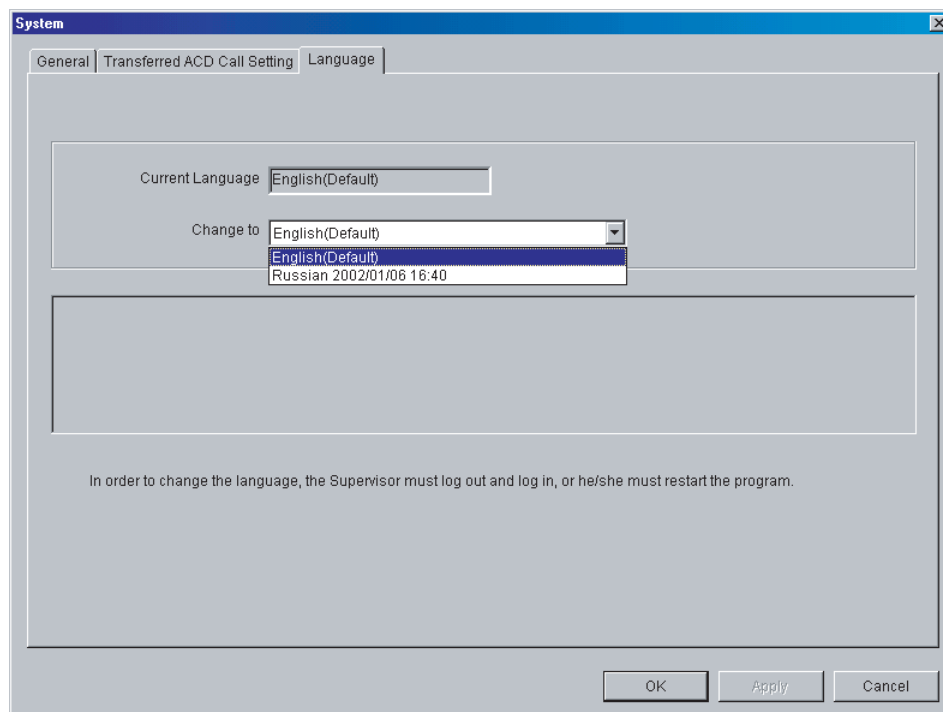 System
General
Transferred ACD Call Setting
Language
Current Language
English(Default)
Change to
English(Default)
English(Default)
Russian 2002/01/06 16:40
In order to change the language, the Supervisor must log out and log in, or he/she must restart the program.
OK
Apply
Cancel